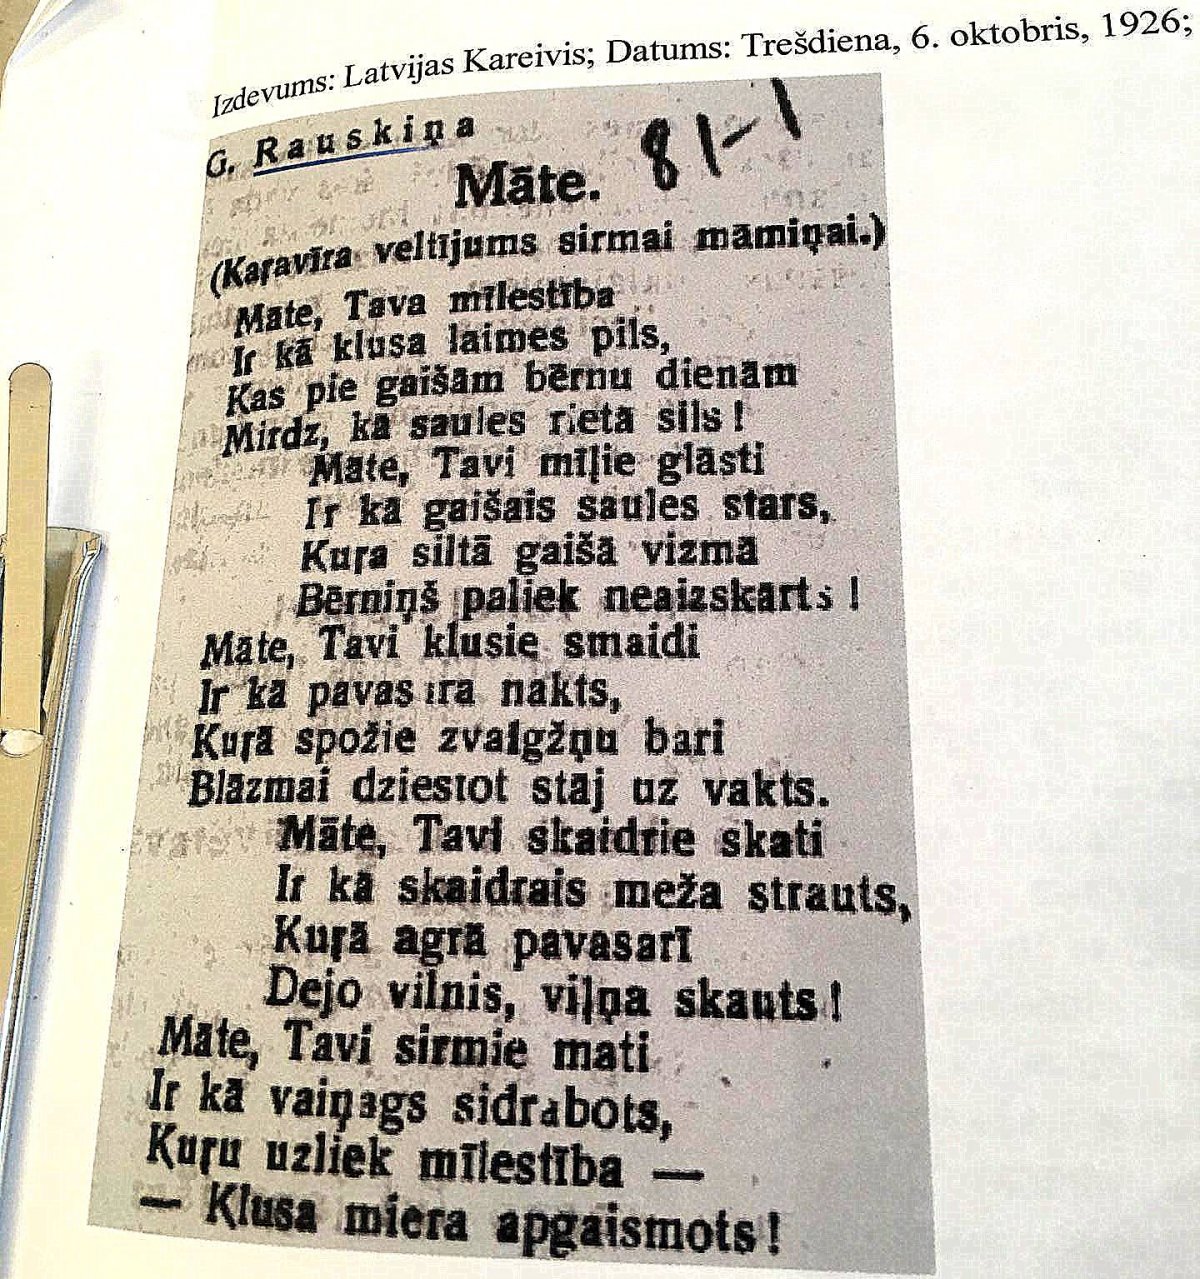 Izdevums: Latvijas Kareivis; Datums: Trešdiena, 6. oktobris, 1926;
G. Rauskiņa
81-1
Māte.
(Kaŗavīra veltījums sirmai māmiņai.)
Māte, Tava mīlestība
Ir kā klusa laimes pils,
Kas pie gaišām bērnu dienām
Mirdz, kā saules rieta sils!
Māte, Tavi mīļie glāsti
Ir kā gaišais saules stars,
Kuŗa siltā gaišā vizmā
Bērniņš paliek neaizskarts!
Māte, Tavi klusie smaidi
Ir kā pavasara nakts,
Kuŗā spožie zvaigžņu bari
Blāzmai dziestot stāj uz vakts.
Māte, Tavi skaidrie skati
Ir kā skaidrais meža strauts,
Kuŗā agrā pavasarī
Dejo vilnis, viļņa skauts!
Māte, Tavi sirmie mati
Ir kā vaiņags sidrabots,
Kuŗu uzliek mīlestība —
— Klusa miera apgaismots!